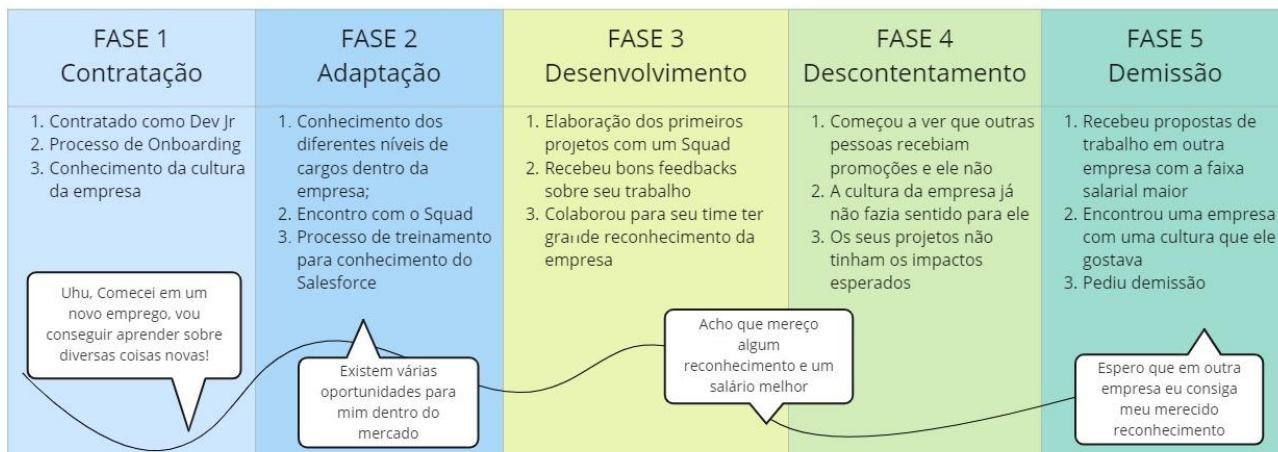 FASE 1
Contratação
1. Contratado como Dev Jr
2. Processo de Onboarding
3. Conhecimento da cultura
da empresa
Uhu, Comecei em um
novo emprego, vou
conseguir aprender sobre
diversas coisas novas!
FASE 2
Adaptação
1. Conhecimento dos
diferentes níveis de
cargos dentro da
empresa;
2. Encontro com o Squad
3. Processo de treinamento
para conhecimento do
Salesforce
Existem várias
oportunidades para
mim dentro do
mercado
FASE 3
Desenvolvimento
1. Elaboração dos primeiros
projetos com um Squad
2. Recebeu bons feedbacks
sobre seu trabalho
3. Colaborou para seu time ter
grande reconhecimento da
empresa
Acho que mereço
algum
reconhecimento e um
salário melhor
FASE 4
Descontentamento
1. Começou a ver que outras
pessoas recebiam
promoções e ele não
2. A cultura da empresa já
não fazia sentido para ele
3. Os seus projetos não
tinham os impactos
esperados
FASE 5
Demissão
1. Recebeu propostas de
trabalho em outra
empresa com a faixa
salarial maior
2. Encontrou uma empresa
com uma cultura que ele
gostava
3. Pediu demissão
Espero que em outra
empresa eu consiga
meu merecido
reconhecimento